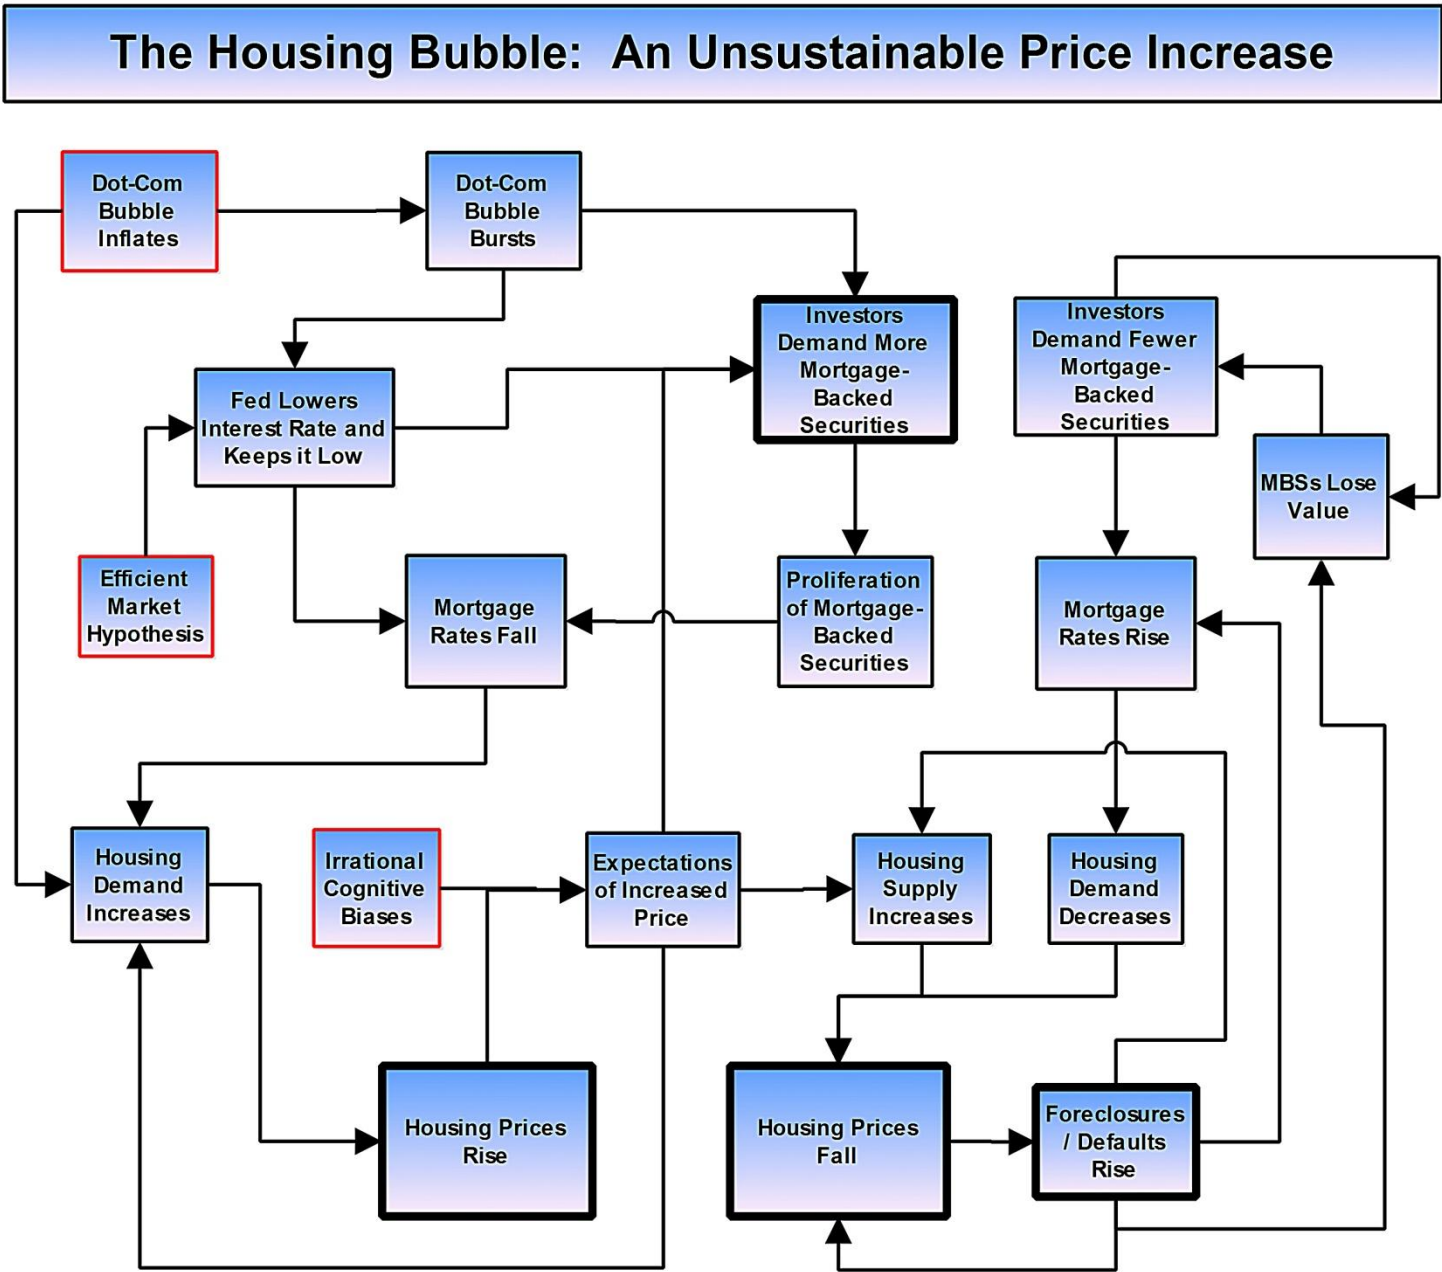 The Housing Bubble:  An Unsustainable Price Increase
Dot-Com
Bubble
Inflates
Dot-Com
Bubble
Bursts
Investors
Demand More
Mortgage-
Backed
Securities
Investors
Demand Fewer
Mortgage-
Backed
Securities
Fed Lowers
Interest Rate and
Keeps it Low
MBSs Lose
Value
Efficient
Market
Hypothesis
Mortgage
Rates Fall
Proliferation
of Mortgage-
Backed
Securities
Mortgage
Rates Rise
Housing
Demand
Increases
Irrational
Cognitive
Biases
Expectations
of Increased
Price
Housing
Supply
Increases
Housing
Demand
Decreases
Housing Prices
Rise
Housing Prices
Fall
Foreclosures
/ Defaults
Rise